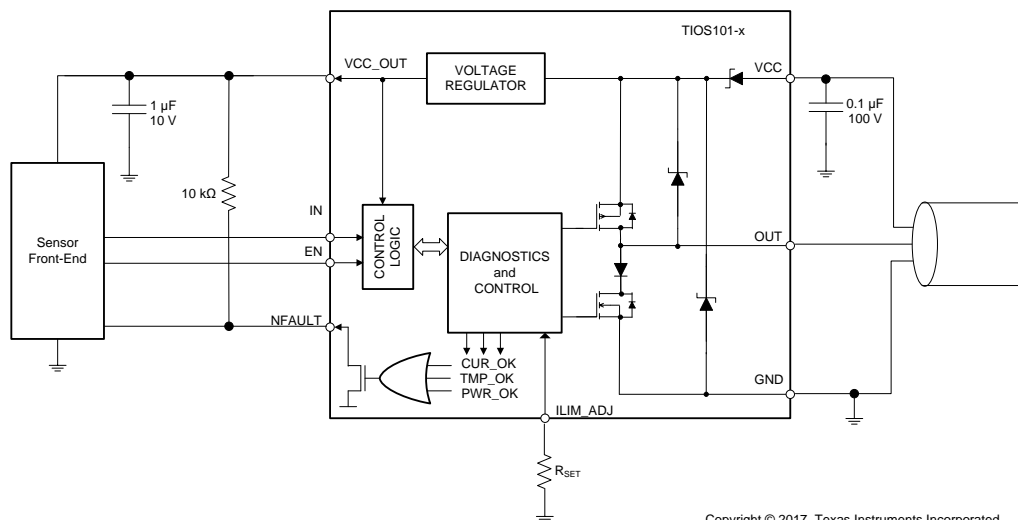 TIOS101-x
VCC_OUT
VOLTAGE
REGULATOR
VCC
1 µF
10 V
0.1 µF
100 V
10 kΩ
IN
Sensor
Front-End
EN
CONTROL
LOGIC
DIAGNOSTICS
and
CONTROL
OUT
NFAULT
CUR_OK
TMP_OK
PWR_OK
GND
ILIM_ADJ
RSET
Copyright © 2017, Texas Instruments Incorporated